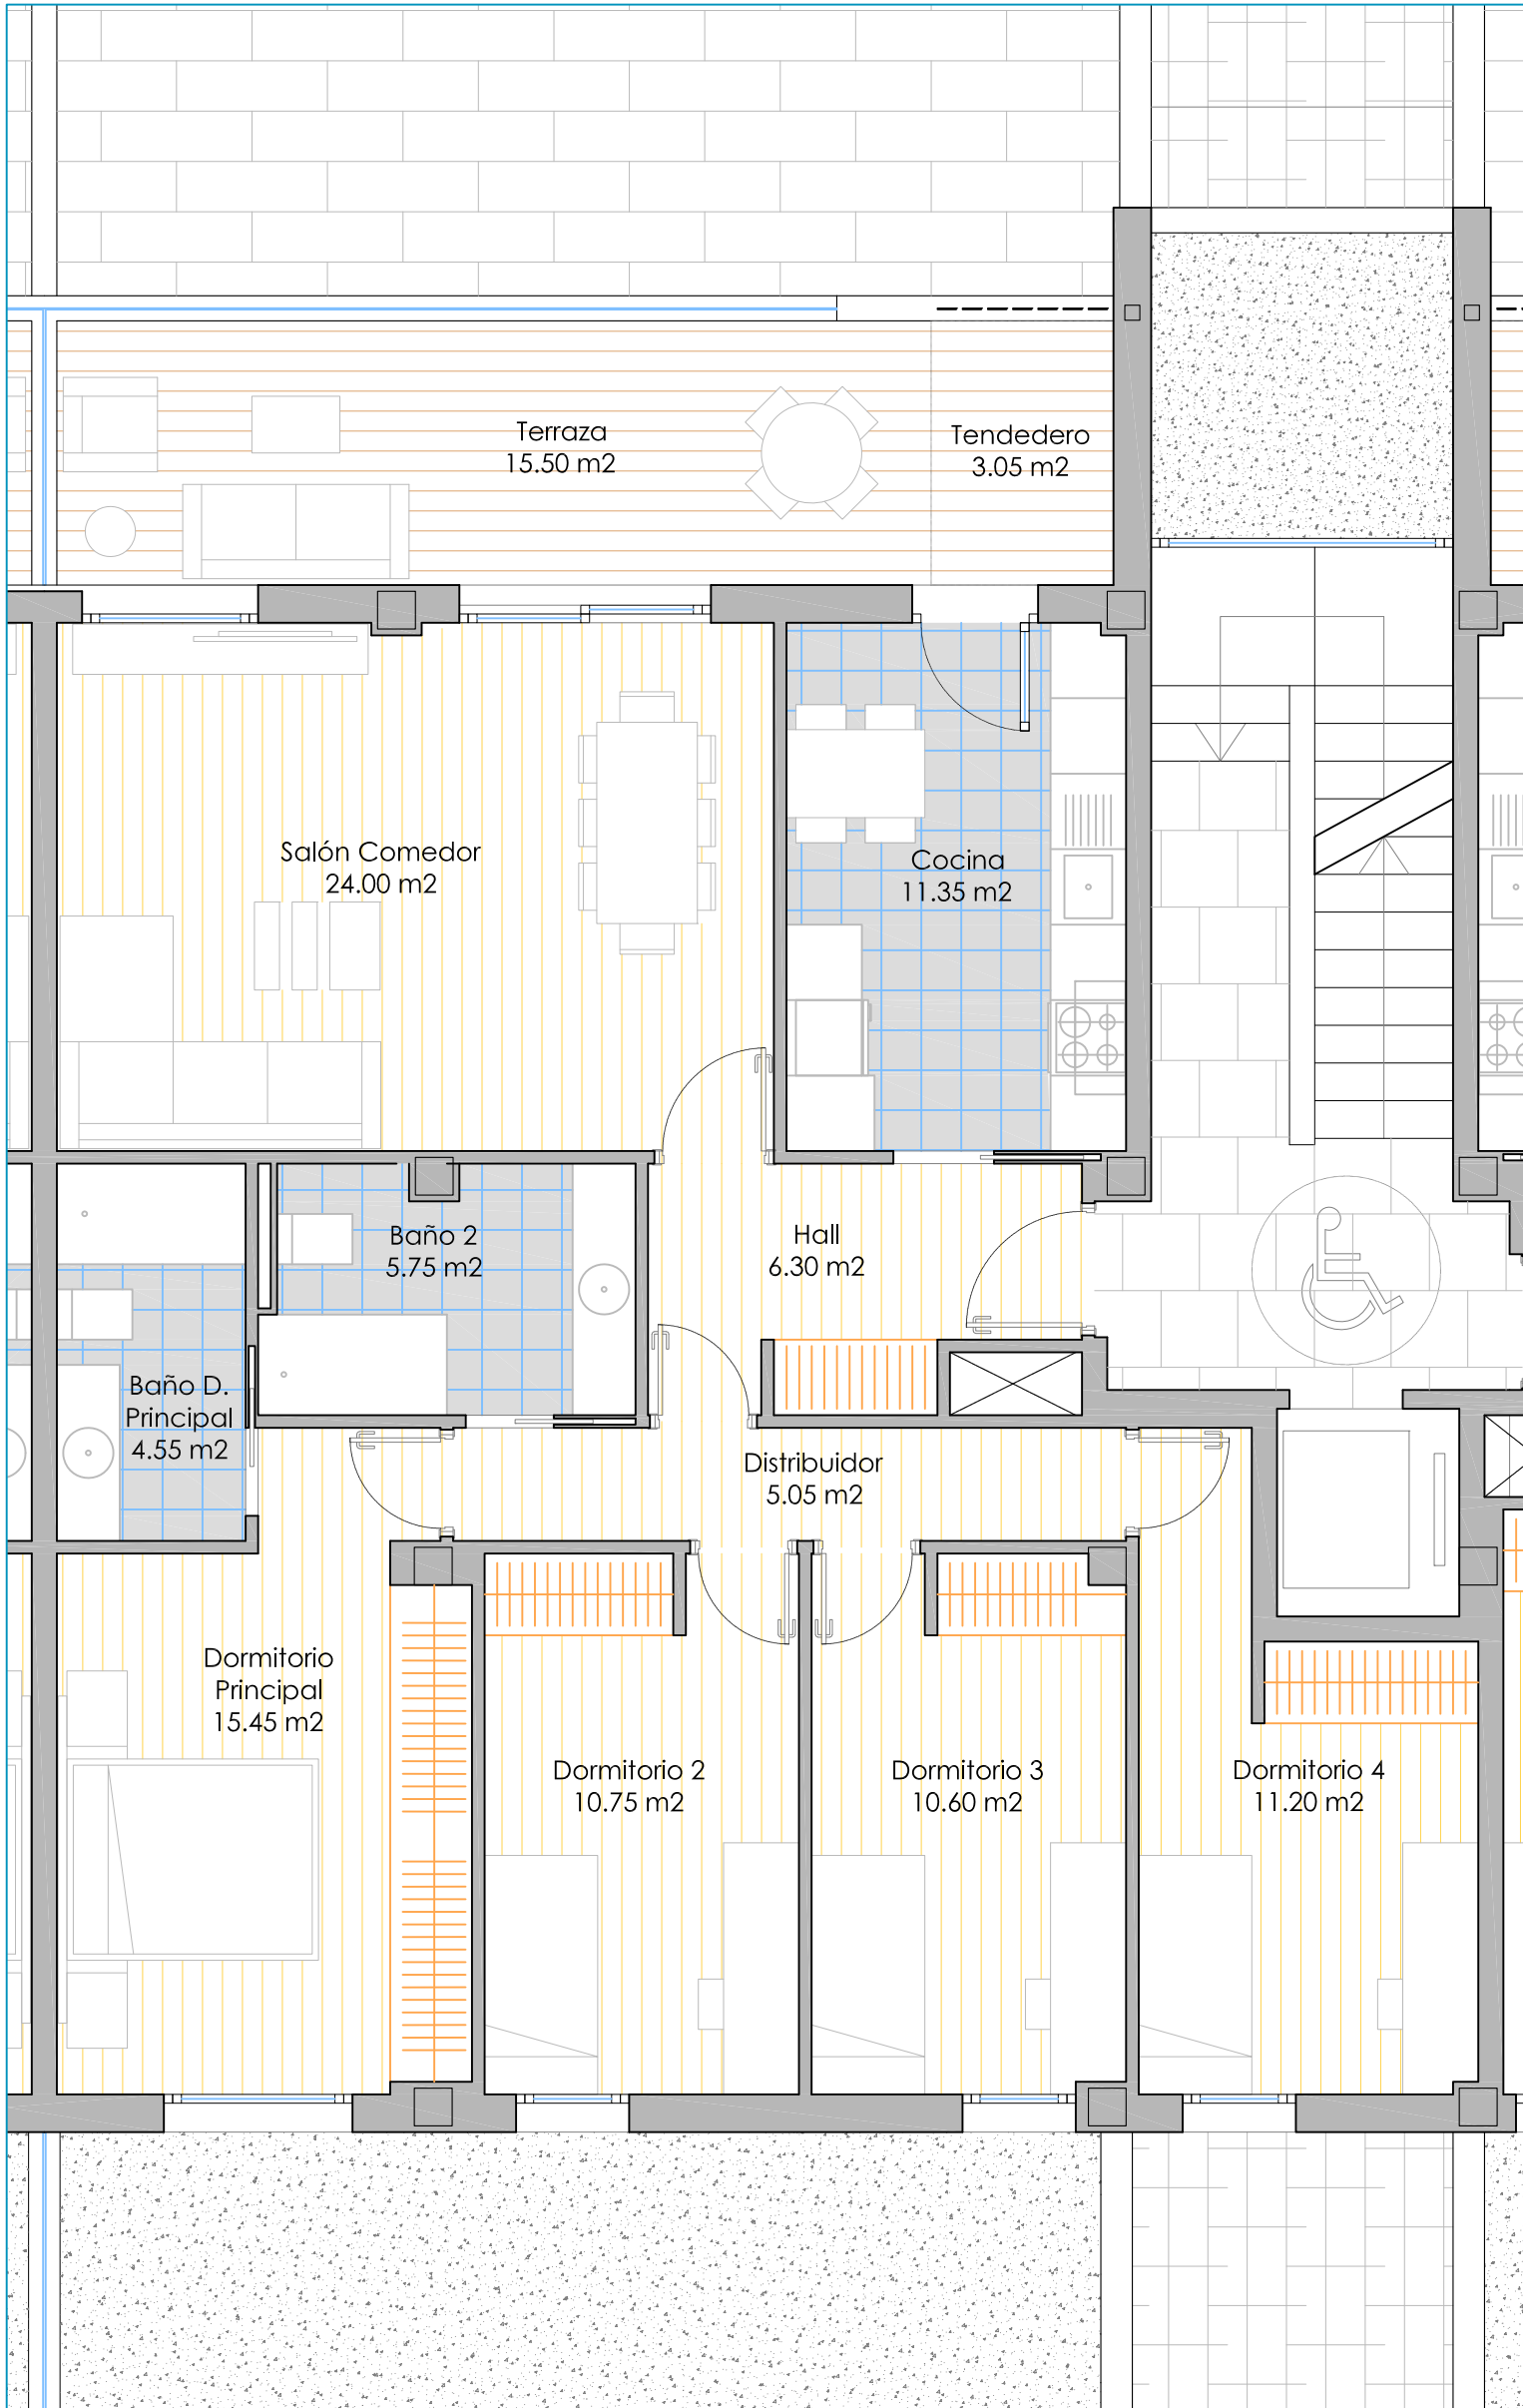 Terraza
15.50 m2
Tendedero
3.05 m2
Salón Comedor
24.00 m2
Cocina
11.35 m2
Baño 2
5.75 m2
Hall
6.30 m2
Baño D.
Principal
4.55 m2
Distribuidor
5.05 m2
Dormitorio
Principal
15.45 m2
Dormitorio 2
10.75 m2
Dormitorio 3
10.60 m2
Dormitorio 4
11.20 m2